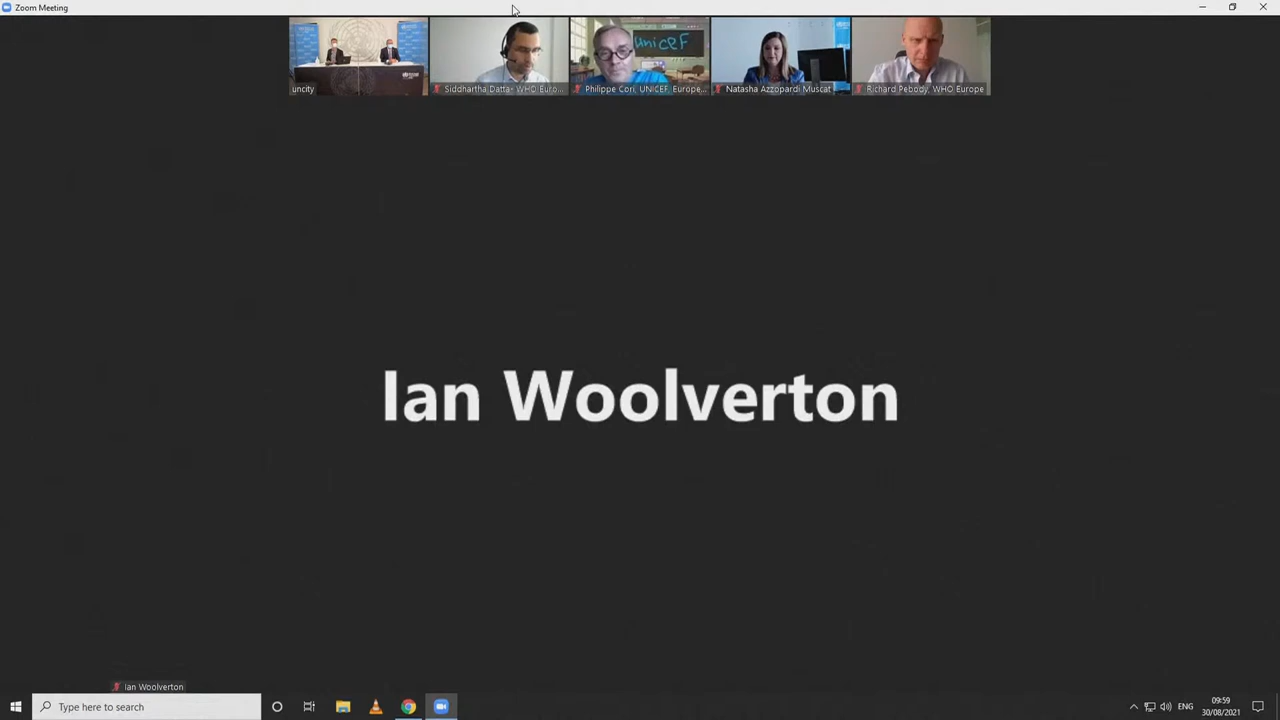 Zoom Meeting
uncity
Siddhartha Datta- WHO Euro...
unicef
Philippe Cori, UNICEF, Europe...
Natasha Azzopardi Muscat
Richard Pebody, WHO Europe
Ian Woolverton
Ian Woolverton
Type here to search
ENG
09:59
30/08/2021